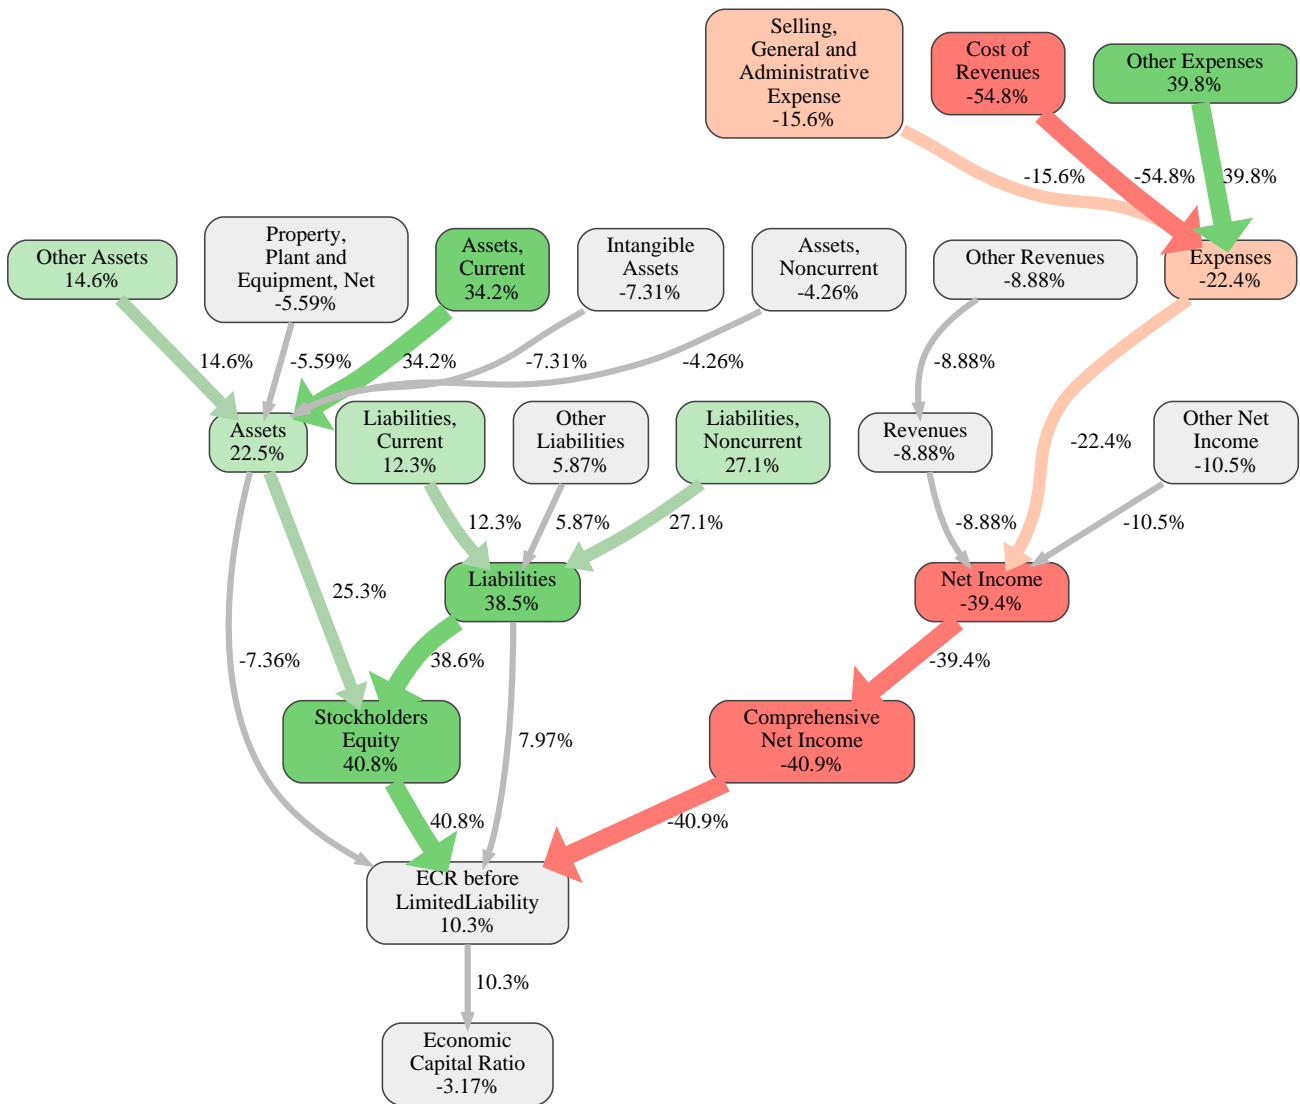 Selling,
General and
Administrative
Expense
-15.6%
Cost of
Revenues
-54.8%
Other Expenses
39.8%
-15.6%
-54.8%
39.8%
Other Assets
14.6%
Property,
Plant and
Equipment, Net
-5.59%
Assets,
Current
34.2%
Intangible
Assets
-7.31%
Assets,
Noncurrent
-4.26%
Other Revenues
-8.88%
Expenses
-22.4%
14.6%
-5.59%
34.2%
-7.31%
-4.26%
-8.88%
Assets
22.5%
Liabilities,
Current
12.3%
Other
Liabilities
5.87%
Liabilities,
Noncurrent
27.1%
Revenues
-8.88%
-22.4%
Other Net
Income
-10.5%
12.3%
5.87%
27.1%
-8.88%
-10.5%
25.3%
Liabilities
38.5%
Net Income
-39.4%
-7.36%
38.6%
-39.4%
Stockholders
Equity
40.8%
7.97%
Comprehensive
Net Income
-40.9%
40.8%
-40.9%
ECR before
LimitedLiability
10.3%
10.3%
Economic
Capital Ratio
-3.17%